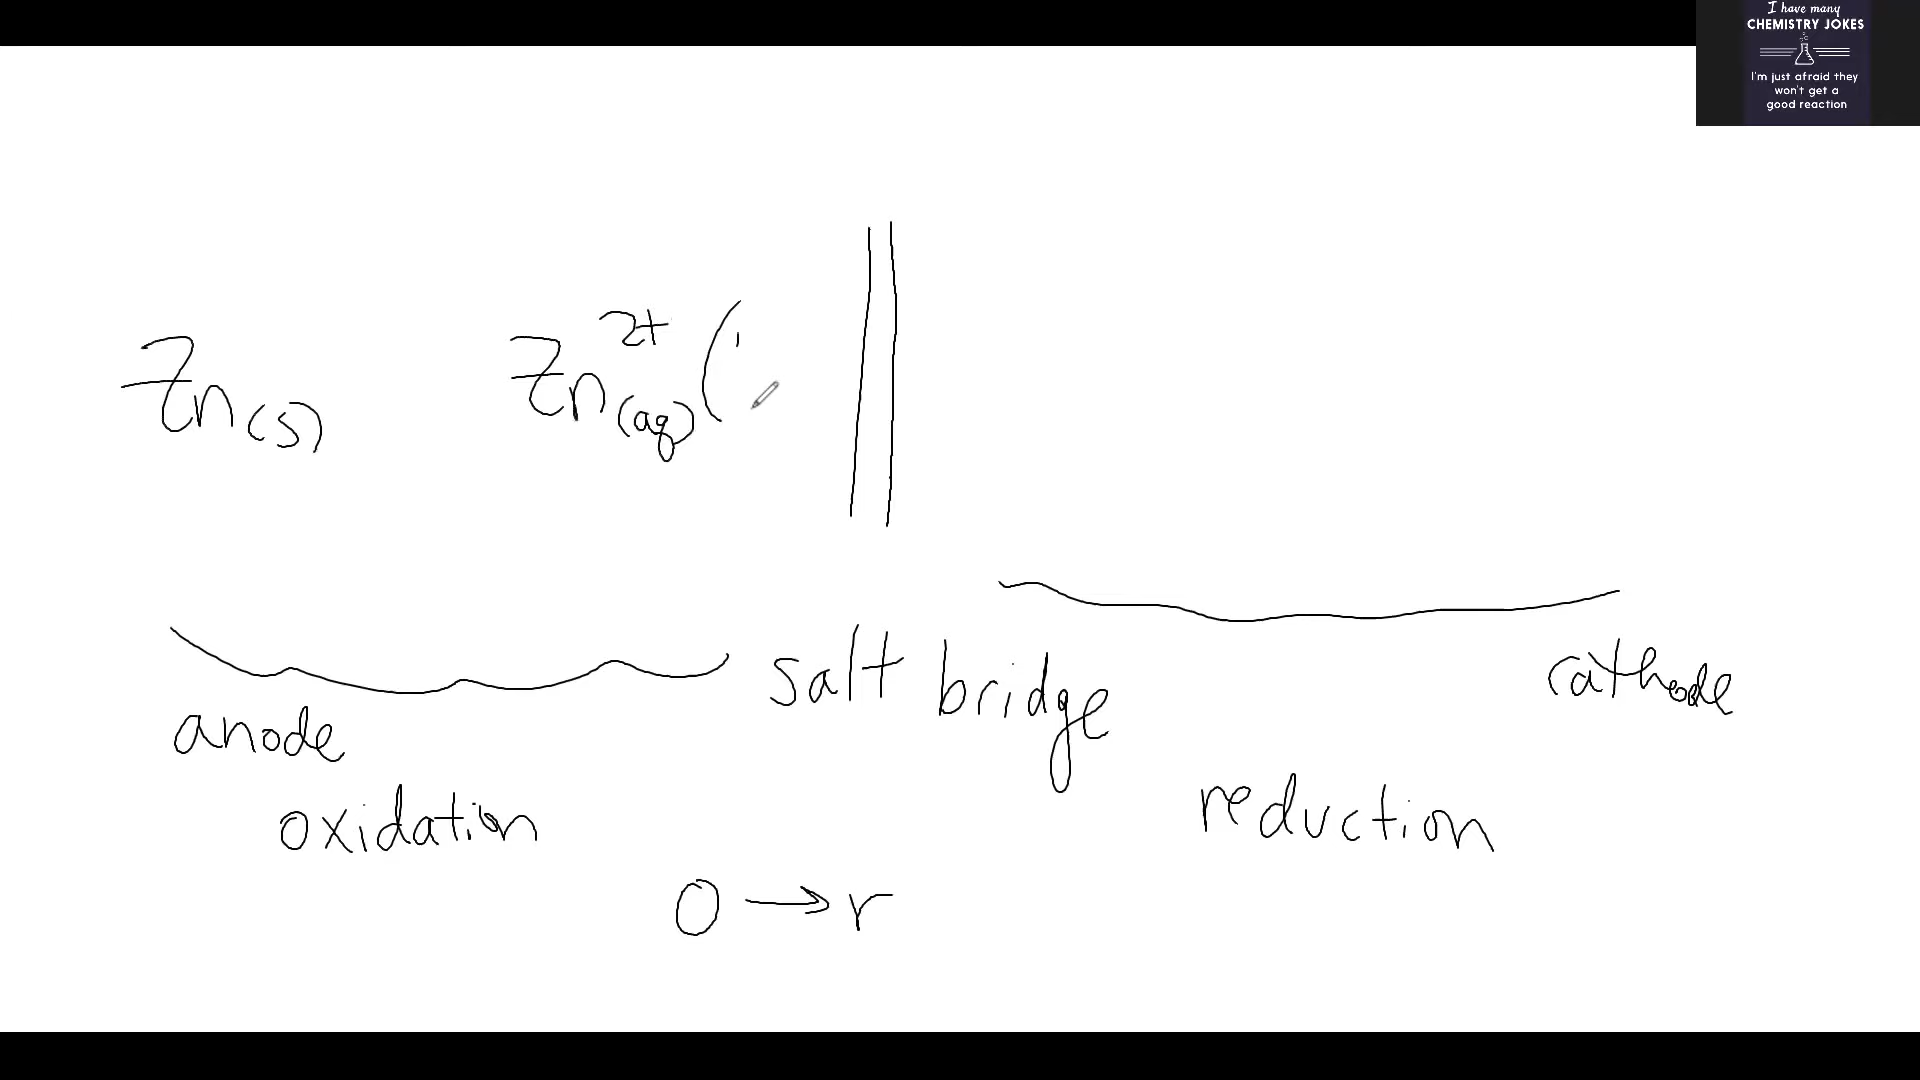 I have many
CHEMISTRY JOKES
I'm just afraid they
won't get a
good reaction
Zn(s) Zn²⁺(aq) (
salt bridge
cathode
anode
reduction
oxidation
O → r